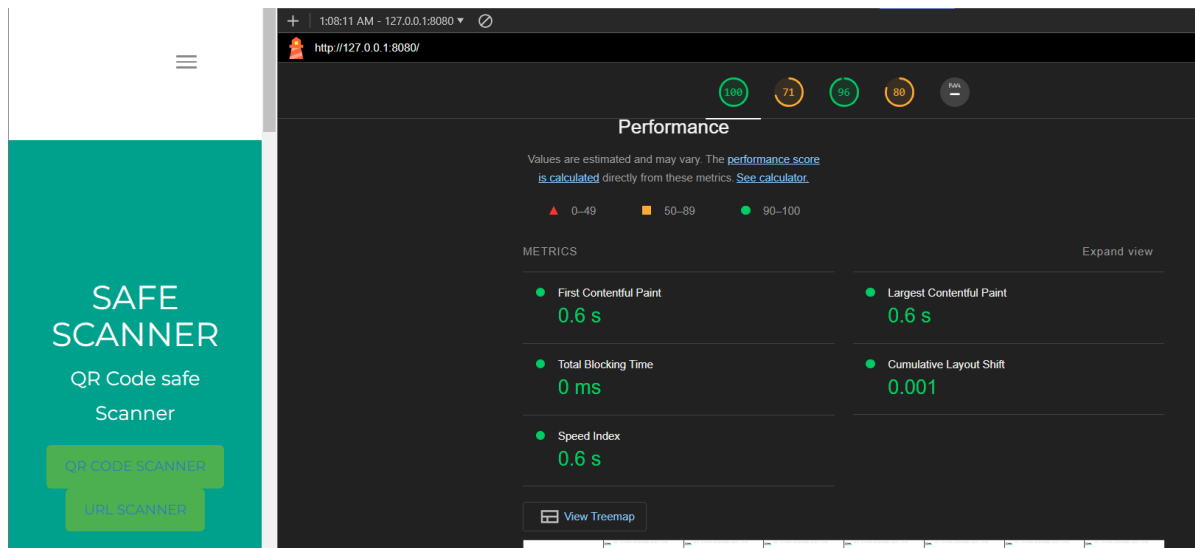 1:08:11 AM - 127.0.0.1:8080
http://127.0.0.1:8080/
100
71
96
80
PWA
Performance
Values are estimated and may vary. The performance score
is calculated directly from these metrics. See calculator.
0–49
50–89
90–100
METRICS
Expand view
First Contentful Paint
0.6 s
Largest Contentful Paint
0.6 s
Total Blocking Time
0 ms
Cumulative Layout Shift
0.001
Speed Index
0.6 s
View Treemap
SAFE
SCANNER
QR Code safe
Scanner
QR CODE SCANNER
URL SCANNER